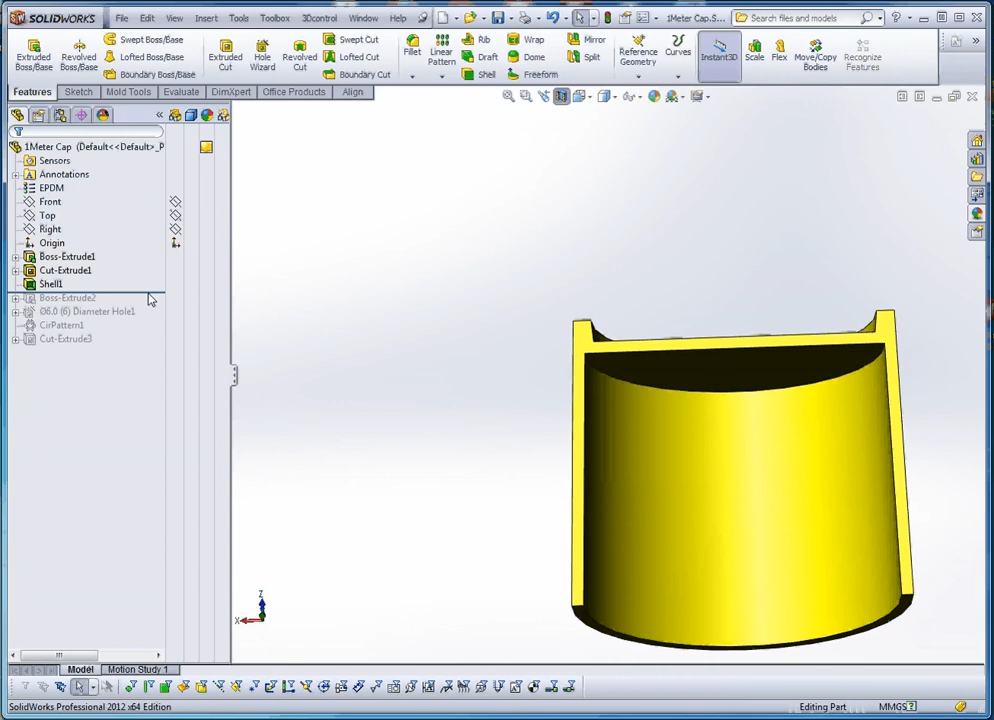 SOLIDWORKS File Edit View Insert Tools Toolbox 3Control Window Help 1Meter Cap.S... Search files and models
Extruded Boss/Base
Revolved Boss/Base
Swept Boss/Base
Lofted Boss/Base
Boundary Boss/Base
Extruded Cut
Hole Wizard
Revolved Cut
Swept Cut
Lofted Cut
Boundary Cut
Fillet
Linear Pattern
Rib
Draft
Shell
Wrap
Dome
Freeform
Mirror
Split
Reference Geometry
Curves
Instant3D
Scale
Flex
Move/Copy Bodies
Recognize Features
Features Sketch Mold Tools Evaluate DimXpert Office Products Align
1Meter Cap (Default<<Default>_P
Sensors
Annotations
EPDM
Front
Top
Right
Origin
Boss-Extrude1
Cut-Extrude1
Shell1
Boss-Extrude2
Ø6.0 (6) Diameter Hole1
CirPattern1
Cut-Extrude3
Z
X
Model Motion Study 1
SolidWorks Professional 2012 x64 Edition Editing Part MMGS